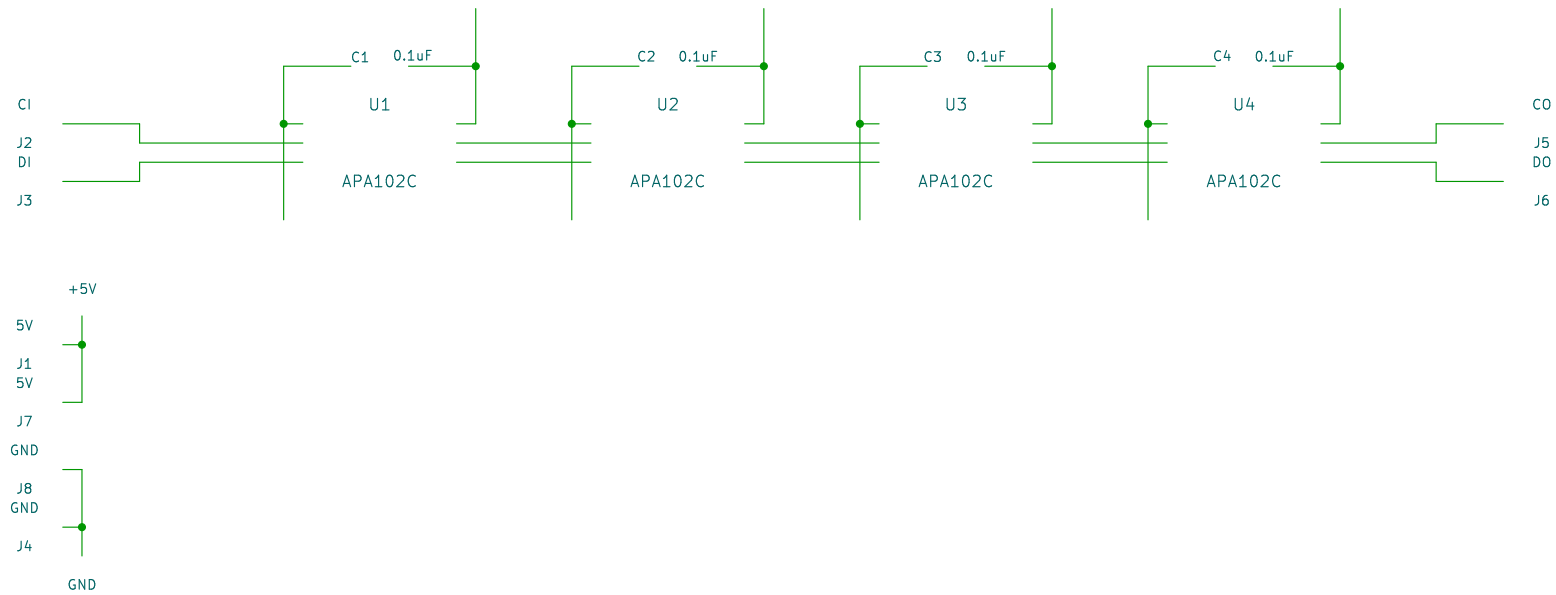 C1 0.1uF C2 0.1uF C3 0.1uF C4 0.1uF
CI U1 U2 U3 U4 CO
J2 J5
DI DO
APA102C APA102C APA102C APA102C
J3 J6
+5V
5V
J1
5V
J7
GND
J8
GND
J4
GND